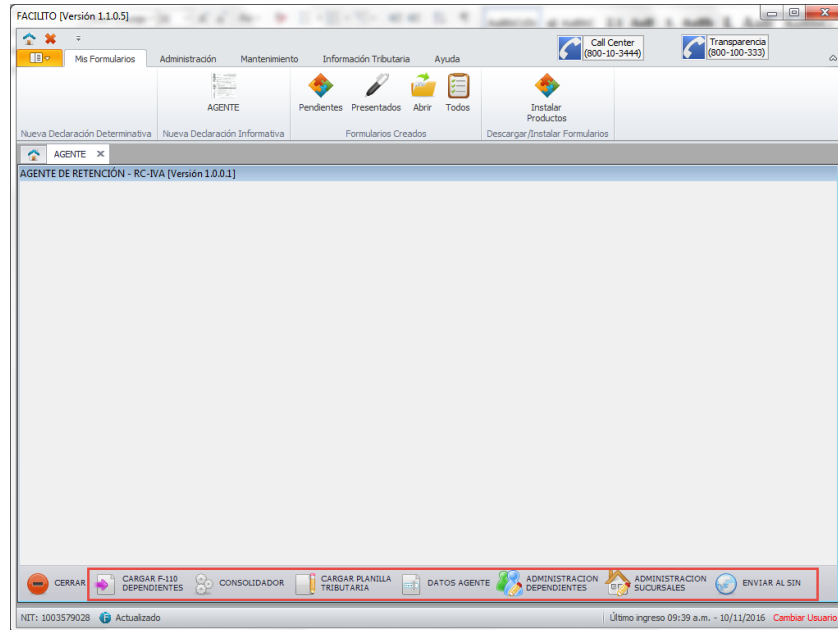 FACILITO [Versión 1.1.0.5]
Call Center
(800-10-3444)
Transparencia
(800-100-333)
Mis Formularios Administración Mantenimiento Información Tributaria Ayuda
AGENTE
Pendientes Presentados Abrir Todos
Instalar
Productos
Nueva Declaración Determinativa Nueva Declaración Informativa Formularios Creados Descargar/Instalar Formularios
AGENTE
AGENTE DE RETENCIÓN - RC-IVA [Versión 1.0.0.1]
CERRAR
CARGAR F-110
DEPENDIENTES
CONSOLIDADOR
CARGAR PLANILLA
TRIBUTARIA
DATOS AGENTE
ADMINISTRACION
DEPENDIENTES
ADMINISTRACION
SUCURSALES
ENVIAR AL SIN
NIT: 1003579028 Actualizado Último ingreso 09:39 a.m. - 10/11/2016 Cambiar Usuario